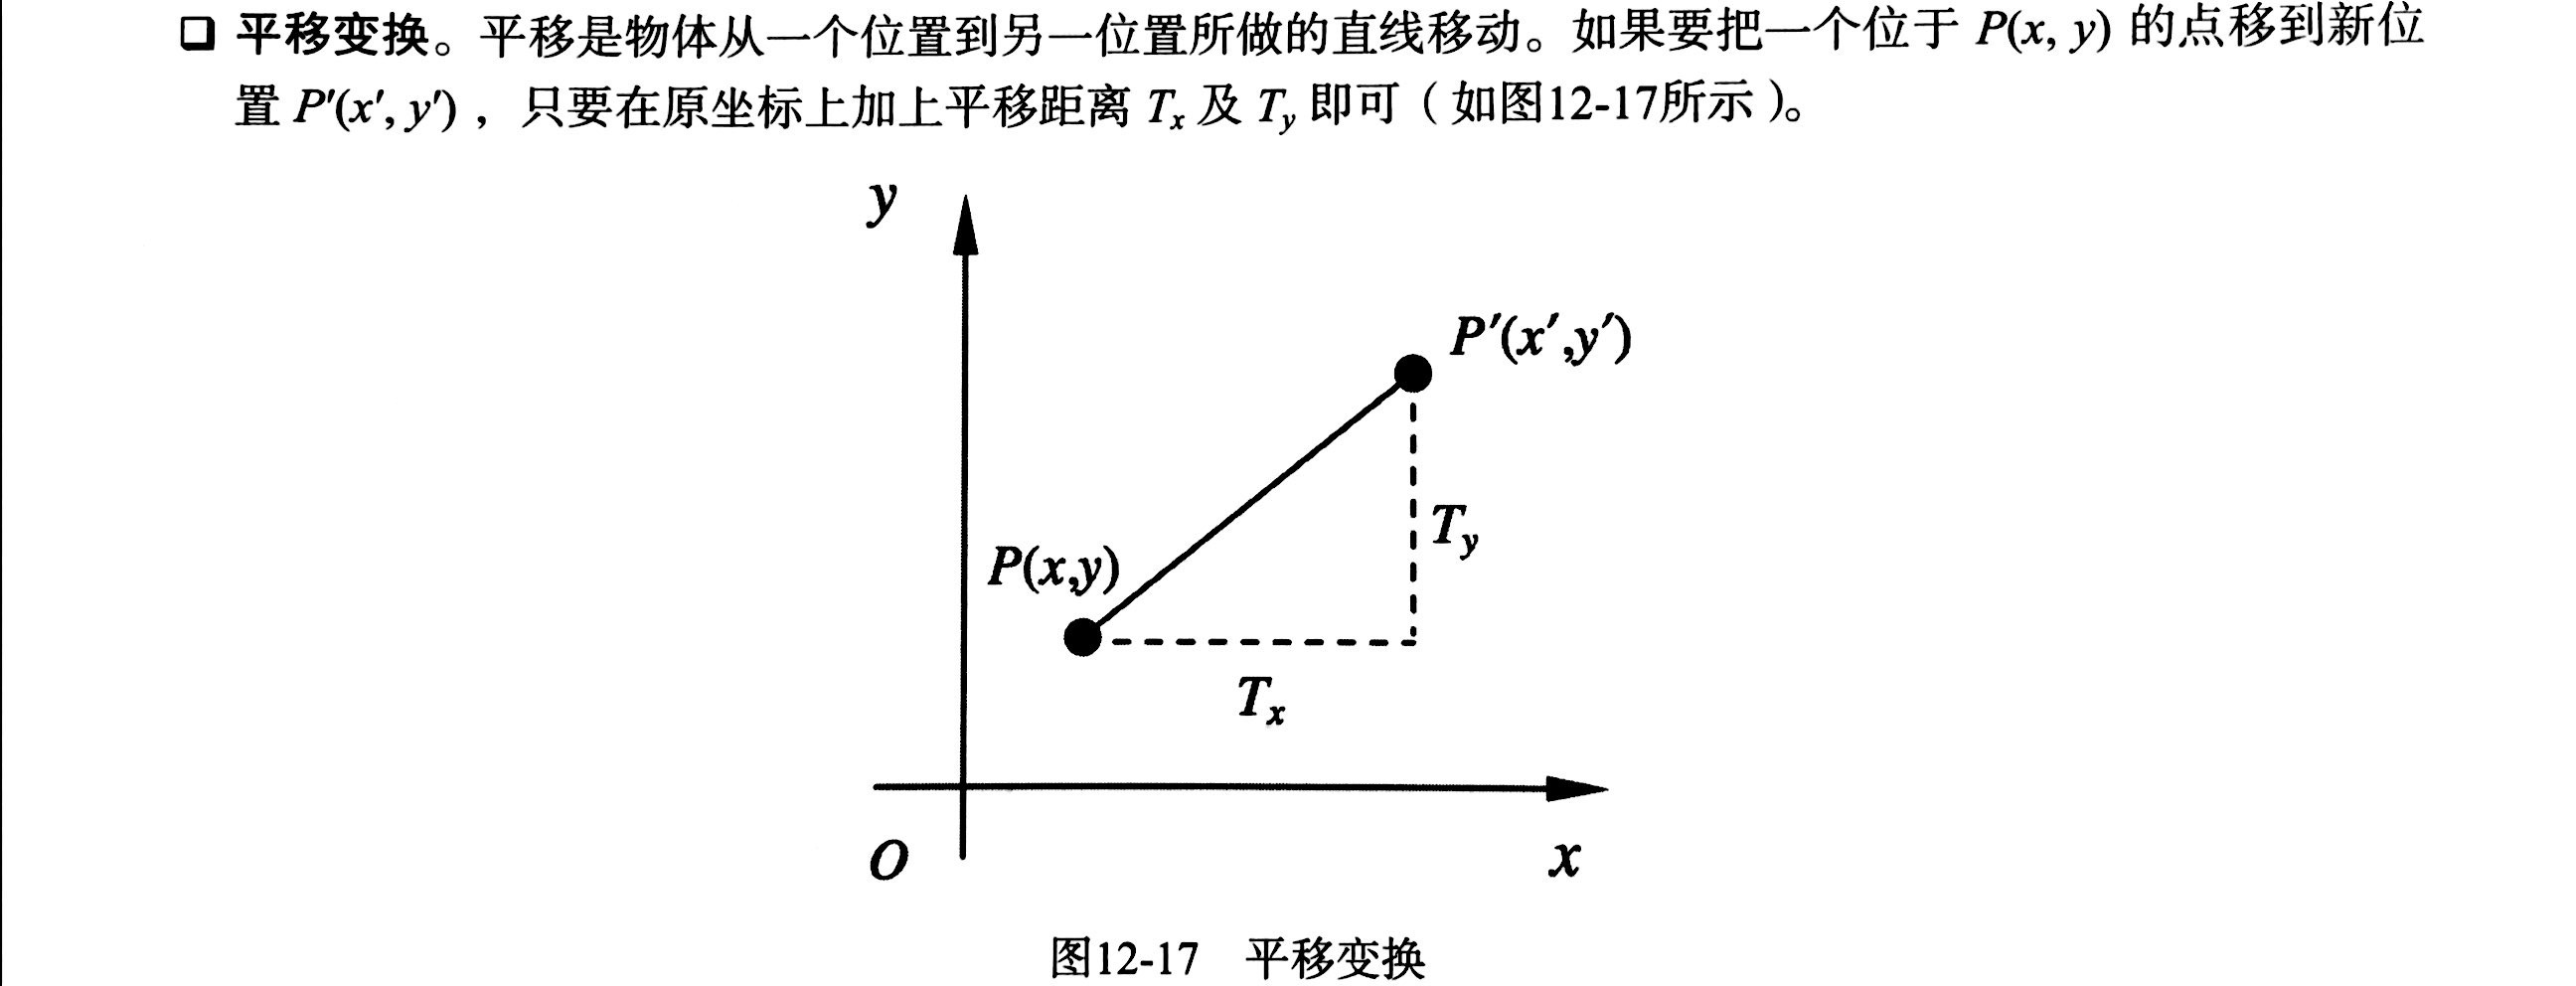 ❑ 平移变换。平移是物体从一个位置到另一位置所做的直线移动。如果要把一个位于 P(x, y) 的点移到新位
置 P′(x′, y′) ，只要在原坐标上加上平移距离 Tx 及 Ty 即可（如图12-17所示）。
y
P′(x′,y′)
Ty
P(x,y)
Tx
O
x
图12-17 平移变换